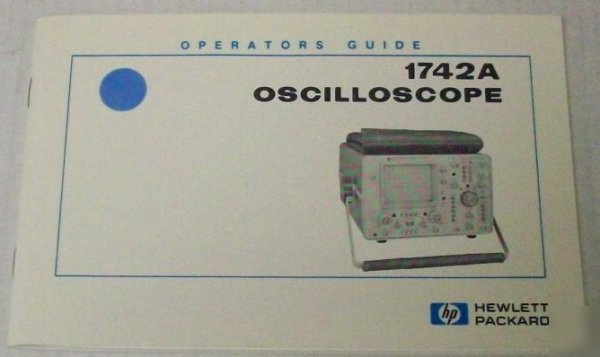 OPERATORS GUIDE
1742A
OSCILLOSCOPE
hp HEWLETT
PACKARD